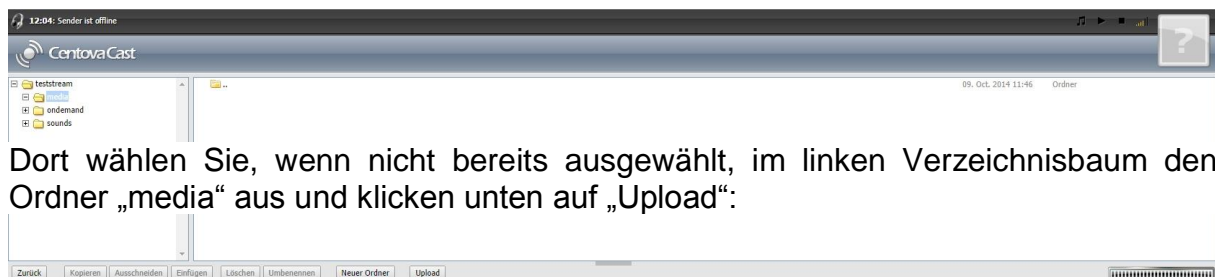 12:04: Sender ist offline
?
CentovaCast
teststream
media
ondemand
sounds
.. 09. Oct. 2014 11:46 Ordner
Dort wählen Sie, wenn nicht bereits ausgewählt, im linken Verzeichnisbaum den
Ordner „media“ aus und klicken unten auf „Upload“:
Zurück Kopieren Ausschneiden Einfügen Löschen Umbenennen Neuer Ordner Upload